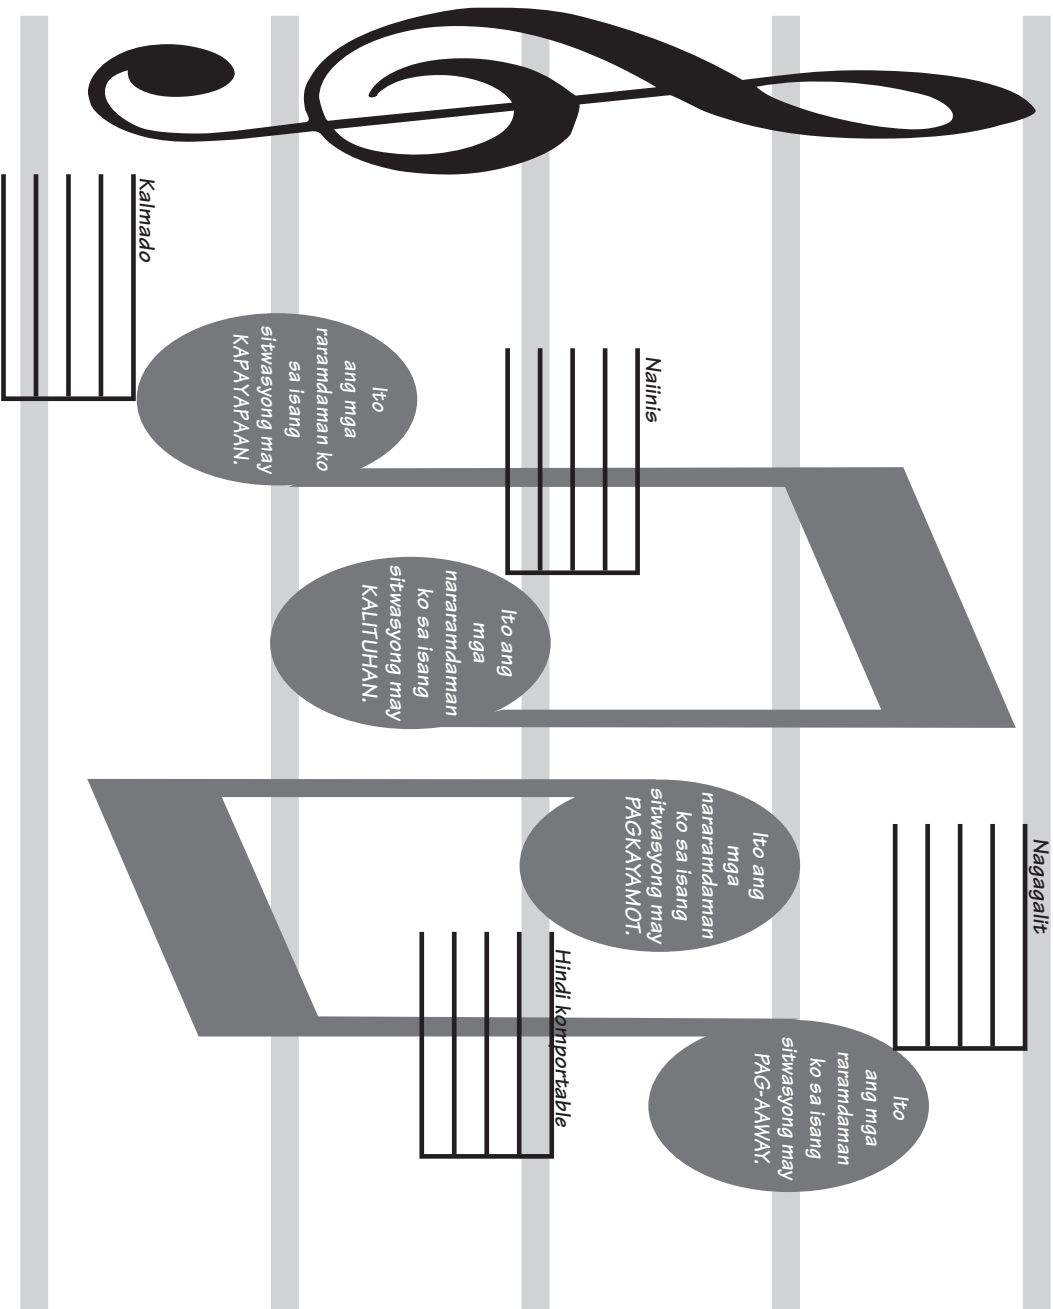 Nagagalit
Ito
ang mga
raramdaman
ko sa isang
sitwasyong may
PAG-AAWAY.
Ito ang
mga
nararamdaman
ko sa isang
sitwasyong may
PAGKAYAMOT.
Naiinis
Hindi komportable
Ito ang
mga
nararamdaman
ko sa isang
sitwasyong may
KALITUHAN.
Ito
ang mga
raramdaman ko
sa isang
sitwasyong may
KAPAYAPAAN.
Kalmado